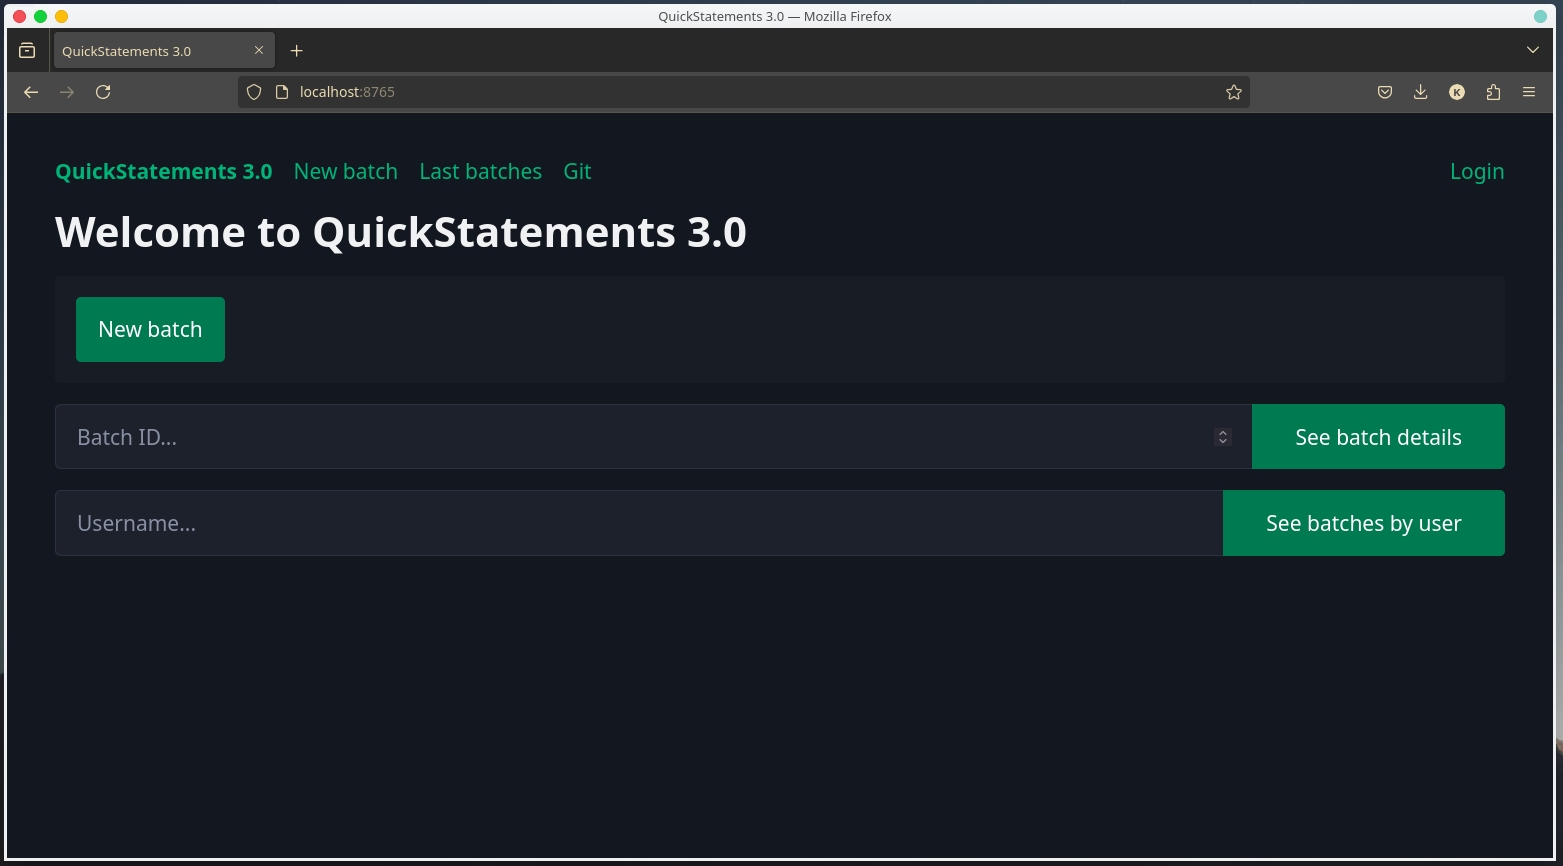 QuickStatements 3.0 — Mozilla Firefox
QuickStatements 3.0
localhost:8765
K
QuickStatements 3.0 New batch Last batches Git Login
Welcome to QuickStatements 3.0
New batch
Batch ID... See batch details
Username... See batches by user